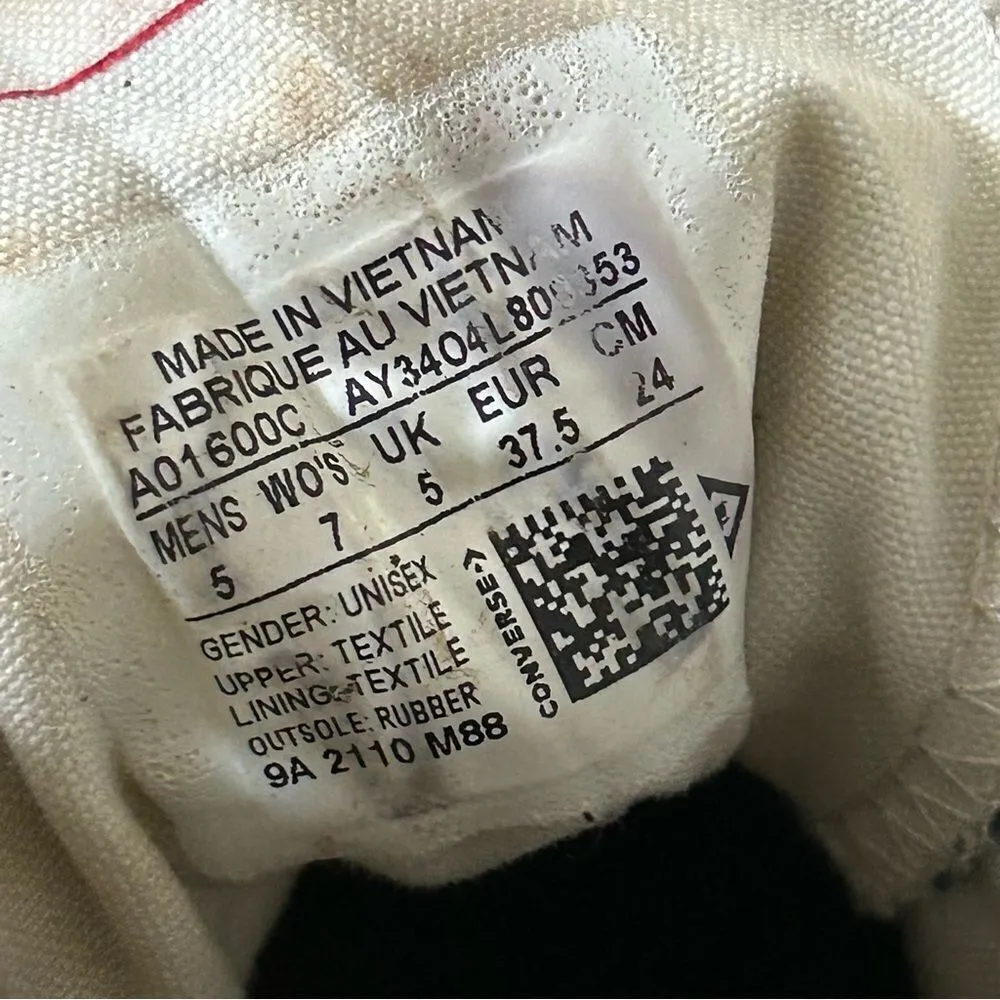 MADE IN VIETNAM
FABRIQUE AU VIETNAM
A01600C
MENS WO'S UK EUR CM
5 7 5 37.5 24
GENDER: UNISEX
UPPER: TEXTILE
LINING: TEXTILE
OUTSOLE: RUBBER
9A 2110 M88
CONVERSE